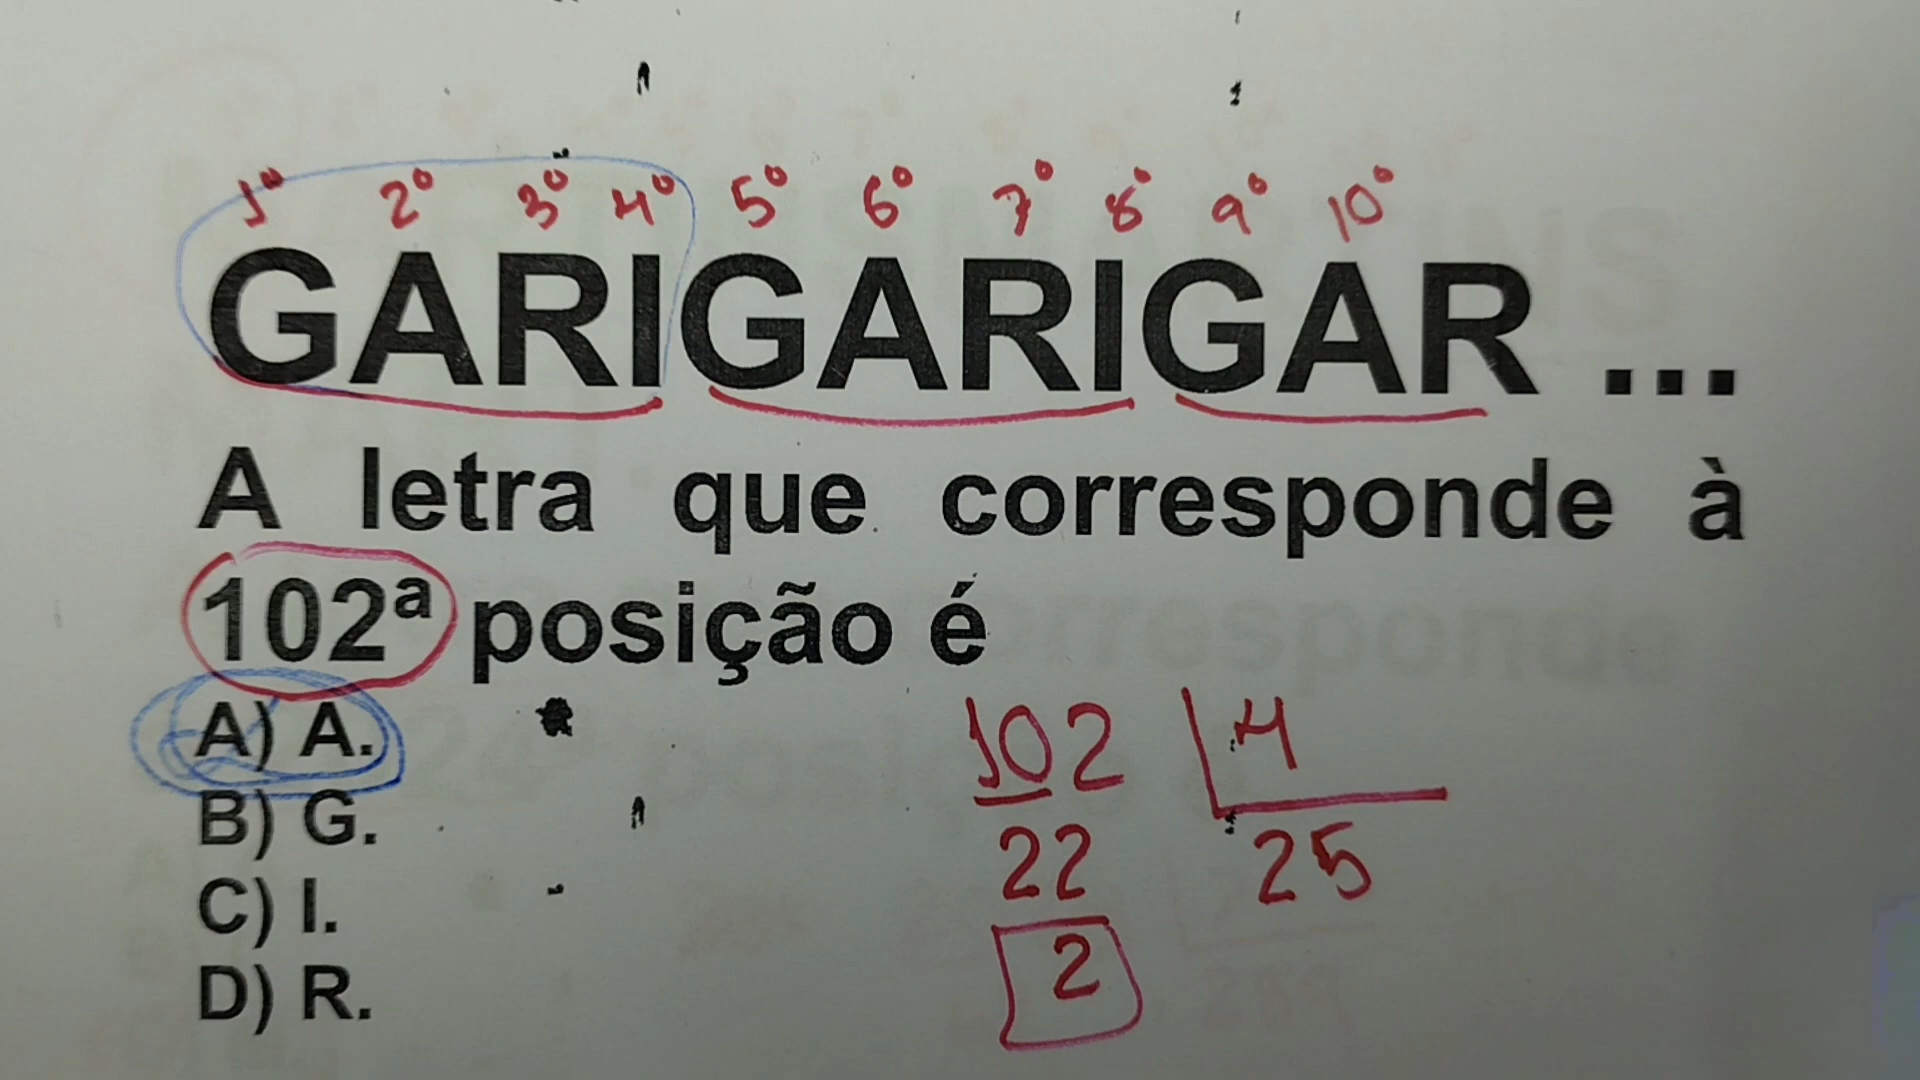 1º 2º 3º 4º 5º 6º 7º 8º 9º 10º
GARIGARIGAR ...
A letra que corresponde à
102ª posição é
A) A.
B) G.
C) I.
D) R.
102 4
22 25
2